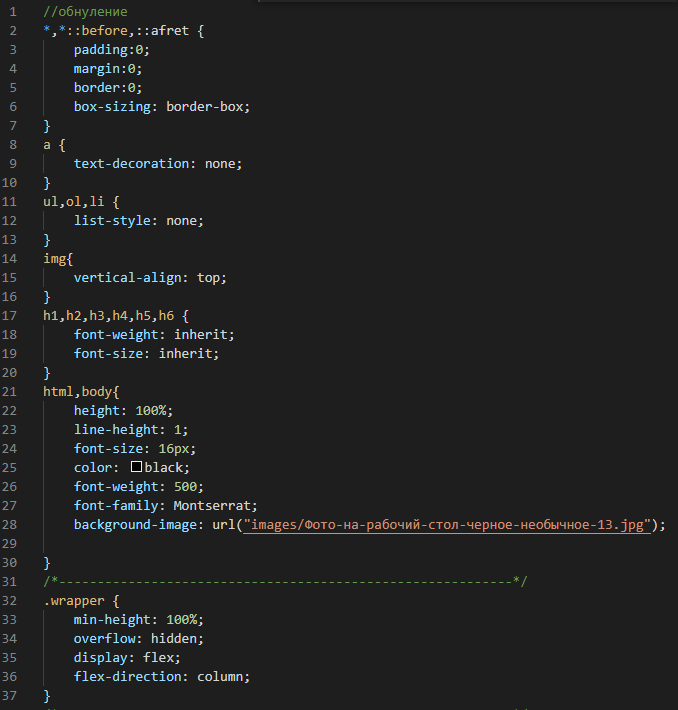 1 //обнуление
2 *,*::before,::afret {
3 padding:0;
4 margin:0;
5 border:0;
6 box-sizing: border-box;
7 }
8 a {
9 text-decoration: none;
10 }
11 ul,ol,li {
12 list-style: none;
13 }
14 img{
15 vertical-align: top;
16 }
17 h1,h2,h3,h4,h5,h6 {
18 font-weight: inherit;
19 font-size: inherit;
20 }
21 html,body{
22 height: 100%;
23 line-height: 1;
24 font-size: 16px;
25 color: black;
26 font-weight: 500;
27 font-family: Montserrat;
28 background-image: url("images/Фото-на-рабочий-стол-черное-необычное-13.jpg");
29
30 }
31 /*-----------------------------------------------------------*/
32 .wrapper {
33 min-height: 100%;
34 overflow: hidden;
35 display: flex;
36 flex-direction: column;
37 }